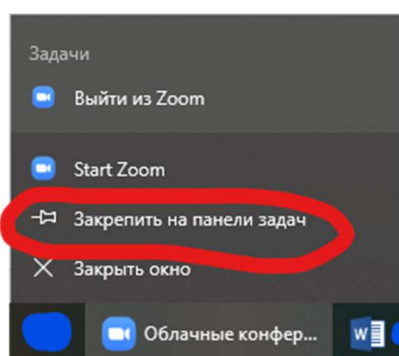 Задачи
Выйти из Zoom
Start Zoom
Закрепить на панели задач
Закрыть окно
Облачные конфер...
W